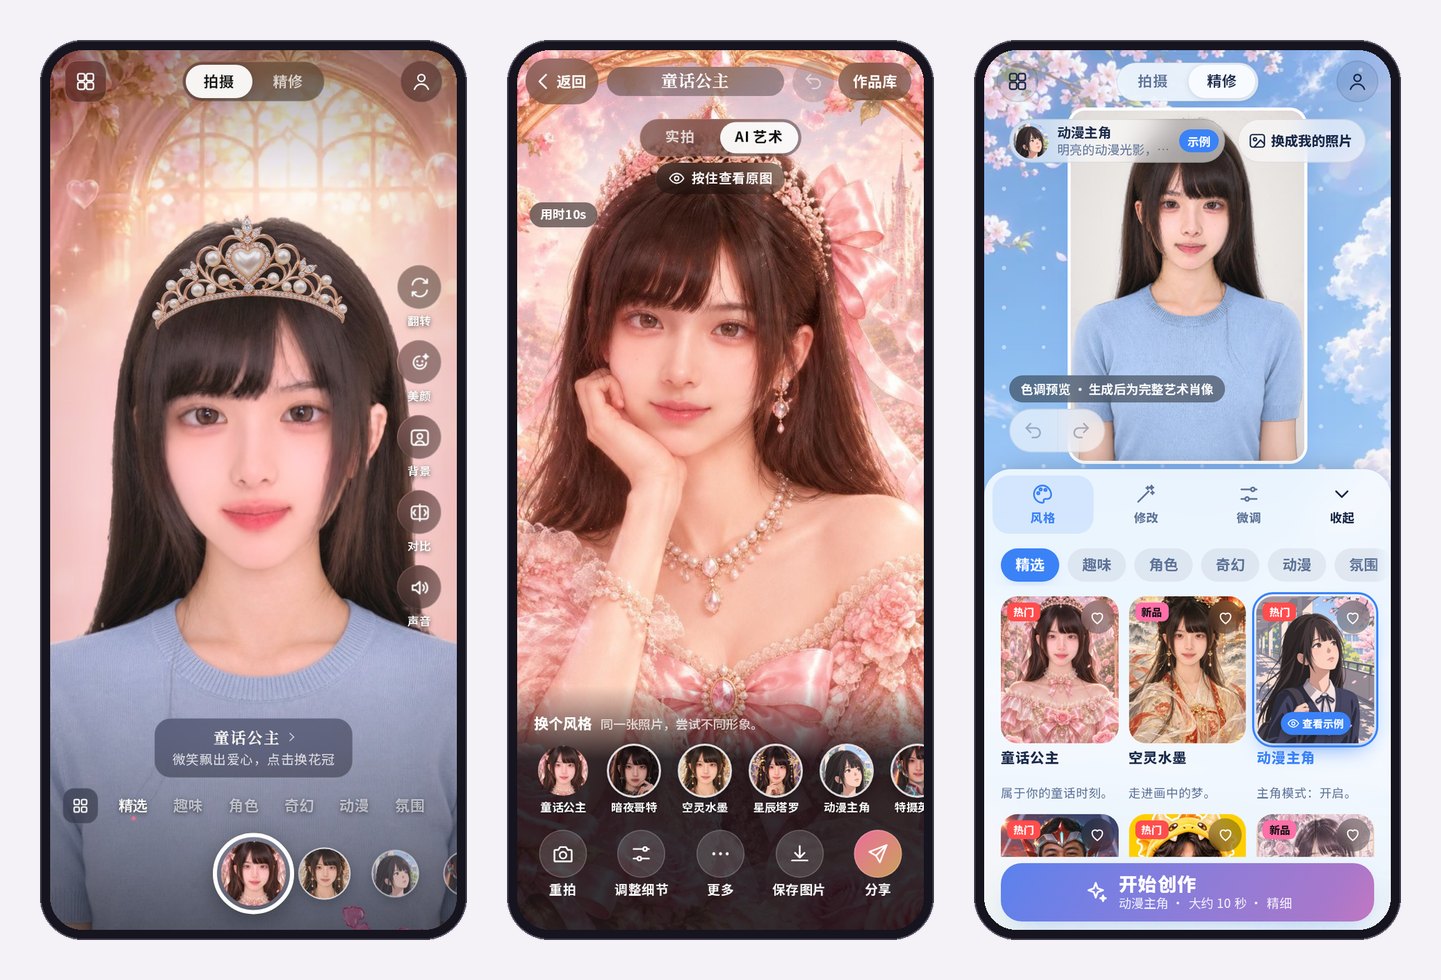 拍摄
精修
翻转
美颜
背景
对比
声音
童话公主
微笑飘出爱心，点击换花冠
精选
趣味
角色
奇幻
动漫
氛围
返回
童话公主
作品库
实拍
AI 艺术
按住查看原图
用时10s
换个风格
同一张照片，尝试不同形象。
童话公主
暗夜哥特
空灵水墨
星辰塔罗
动漫主角
特摄英
重拍
调整细节
更多
保存图片
分享
拍摄
精修
动漫主角
明亮的动漫光影，…
示例
换成我的照片
色调预览 · 生成后为完整艺术肖像
风格
修改
微调
收起
精选
趣味
角色
奇幻
动漫
氛围
热门
新品
热门
查看示例
童话公主
空灵水墨
动漫主角
属于你的童话时刻。
走进画中的梦。
主角模式：开启。
热门
热门
新品
开始创作
动漫主角 · 大约 10 秒 · 精细